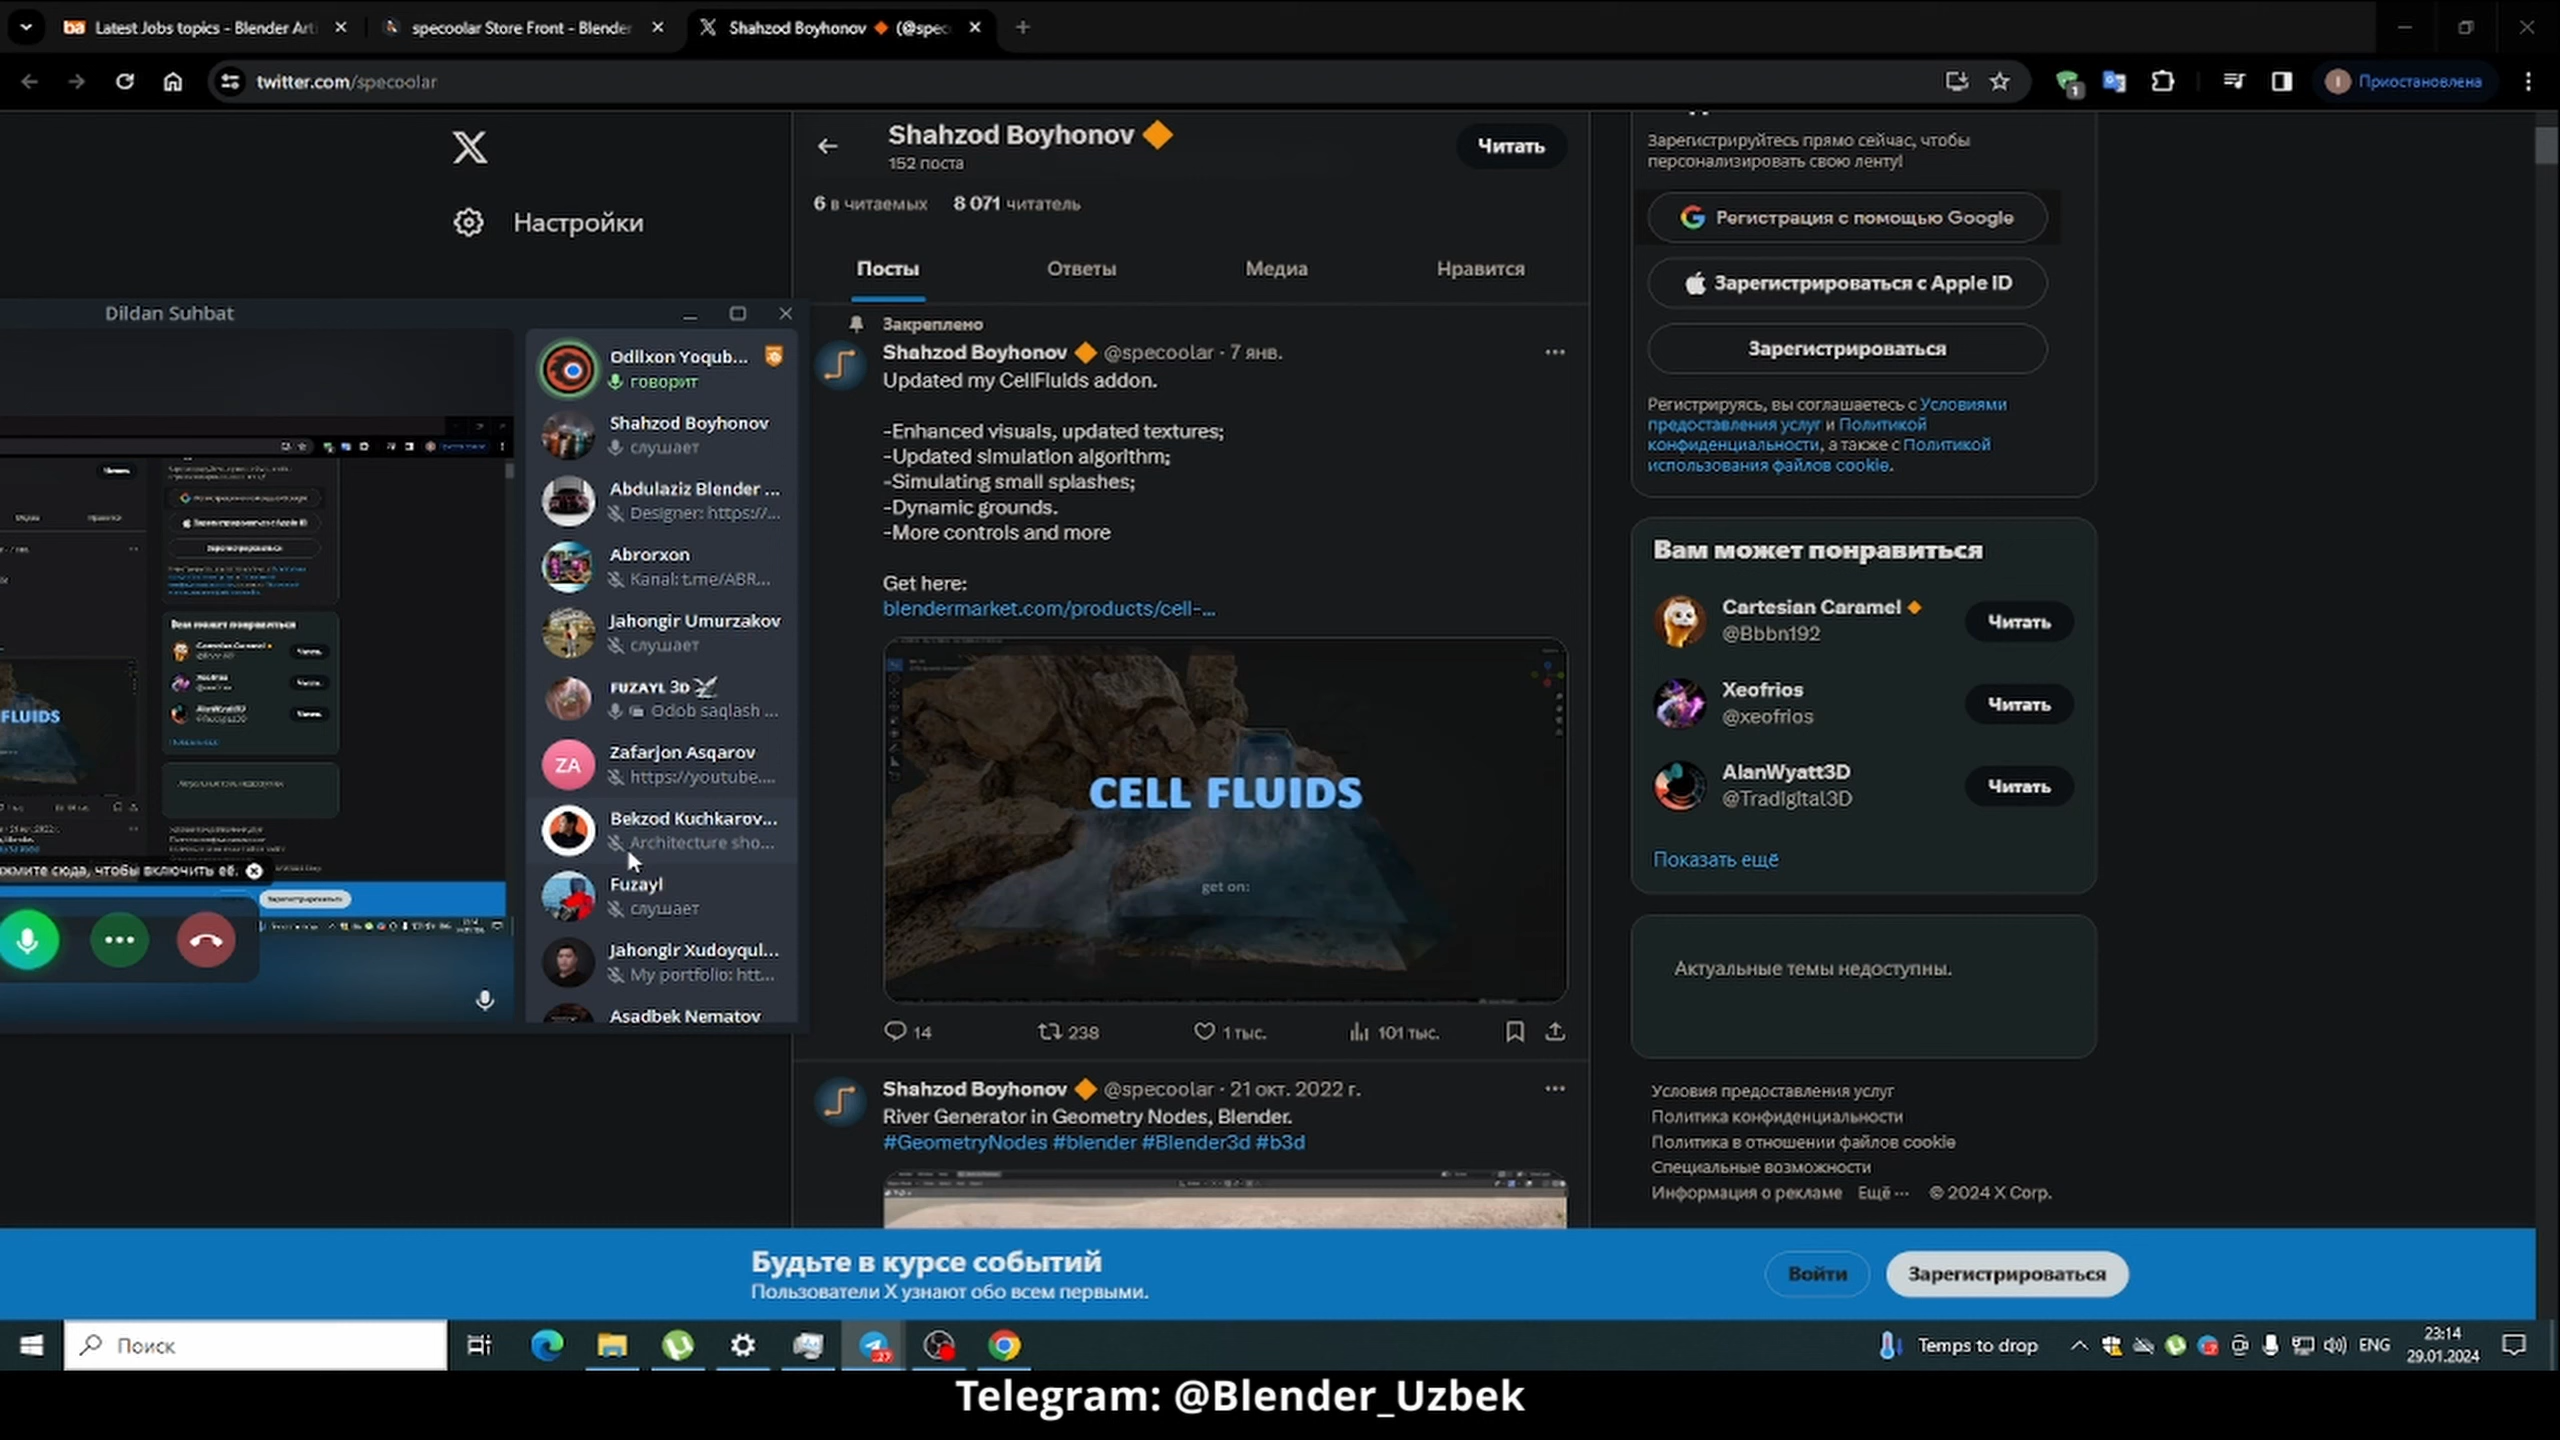 Latest Jobs topics - Blender Art
specoolar Store Front - Blender
Shahzod Boyhonov 🔶 (@spec
twitter.com/specoolar
1
Приостановлена
Настройки
Shahzod Boyhonov 🔶
152 поста
Читать
6 в читаемых 8 071 читатель
Посты
Ответы
Медиа
Нравится
Закреплено
Shahzod Boyhonov 🔶 @specoolar · 7 янв.
Updated my CellFluids addon.
-Enhanced visuals, updated textures;
-Updated simulation algorithm;
-Simulating small splashes;
-Dynamic grounds.
-More controls and more
Get here:
blendermarket.com/products/cell-…
CELL FLUIDS
get on:
14
238
1 тыс.
101 тыс.
Shahzod Boyhonov 🔶 @specoolar · 21 окт. 2022 г.
River Generator in Geometry Nodes, Blender.
#GeometryNodes #blender #Blender3d #b3d
Dildan Suhbat
Odilxon Yoqub...
говорит
Shahzod Boyhonov
слушает
Abdulaziz Blender ...
Designer: https://...
Abrorxon
Kanal: t.me/ABR...
Jahongir Umurzakov
слушает
FUZAYL 3D
Odob saqlash ...
ZA
Zafarjon Asqarov
https://youtube....
Bekzod Kuchkarov...
Architecture sho...
Fuzayl
слушает
Jahongir Xudoyqul...
My portfolio: htt...
Asadbek Nematov
FLUIDS
жмите сюда, чтобы включить её.
Зарегистрируйтесь прямо сейчас, чтобы
персонализировать свою ленту!
Регистрация с помощью Google
Зарегистрироваться с Apple ID
Зарегистрироваться
Регистрируясь, вы соглашаетесь с Условиями
предоставления услуг и Политикой
конфиденциальности, а также с Политикой
использования файлов cookie.
Вам может понравиться
Cartesian Caramel 🔸
@Bbbn192
Читать
Xeofrios
@xeofrios
Читать
AlanWyatt3D
@Tradigital3D
Читать
Показать ещё
Актуальные темы недоступны.
Условия предоставления услуг
Политика конфиденциальности
Политика в отношении файлов cookie
Специальные возможности
Информация о рекламе Ещё ··· © 2024 X Corp.
Будьте в курсе событий
Пользователи X узнают обо всем первыми.
Войти
Зарегистрироваться
Поиск
Temps to drop
ENG
23:14
29.01.2024
Telegram: @Blender_Uzbek